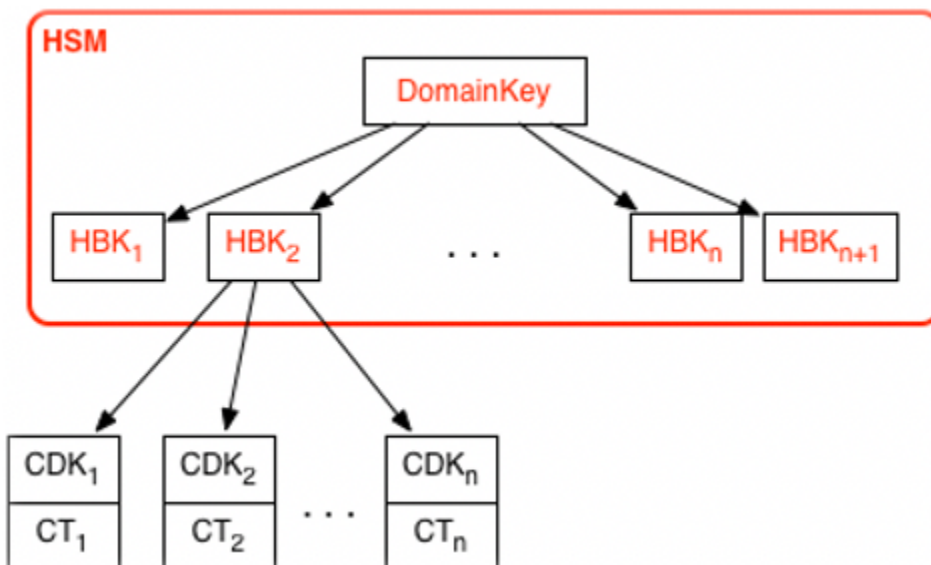 HSM
DomainKey
HBK₁ HBK₂ . . . HBKₙ HBKₙ₊₁
CDK₁ CDK₂ CDKₙ
. . .
CT₁ CT₂ CTₙ